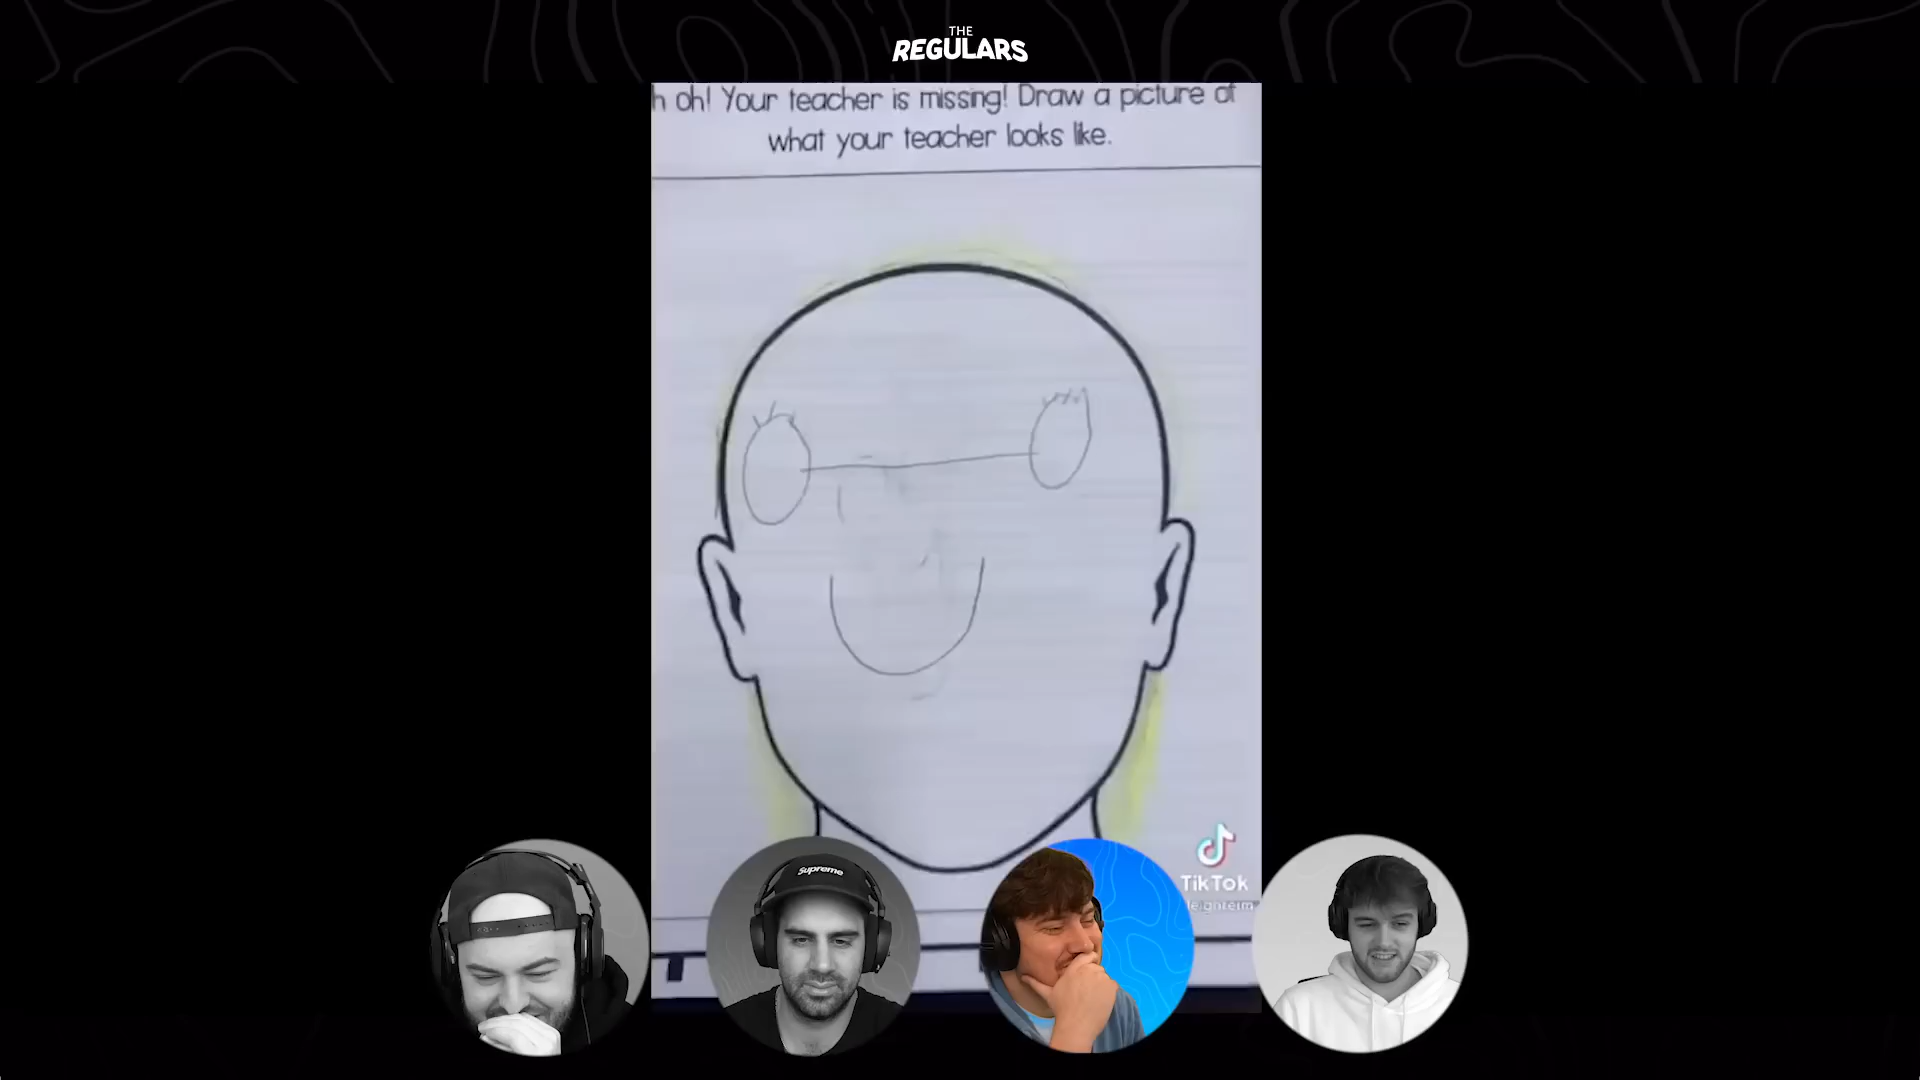 THE
REGULARS
h oh! Your teacher is missing! Draw a picture of
what your teacher looks like.
Supreme
TikTok